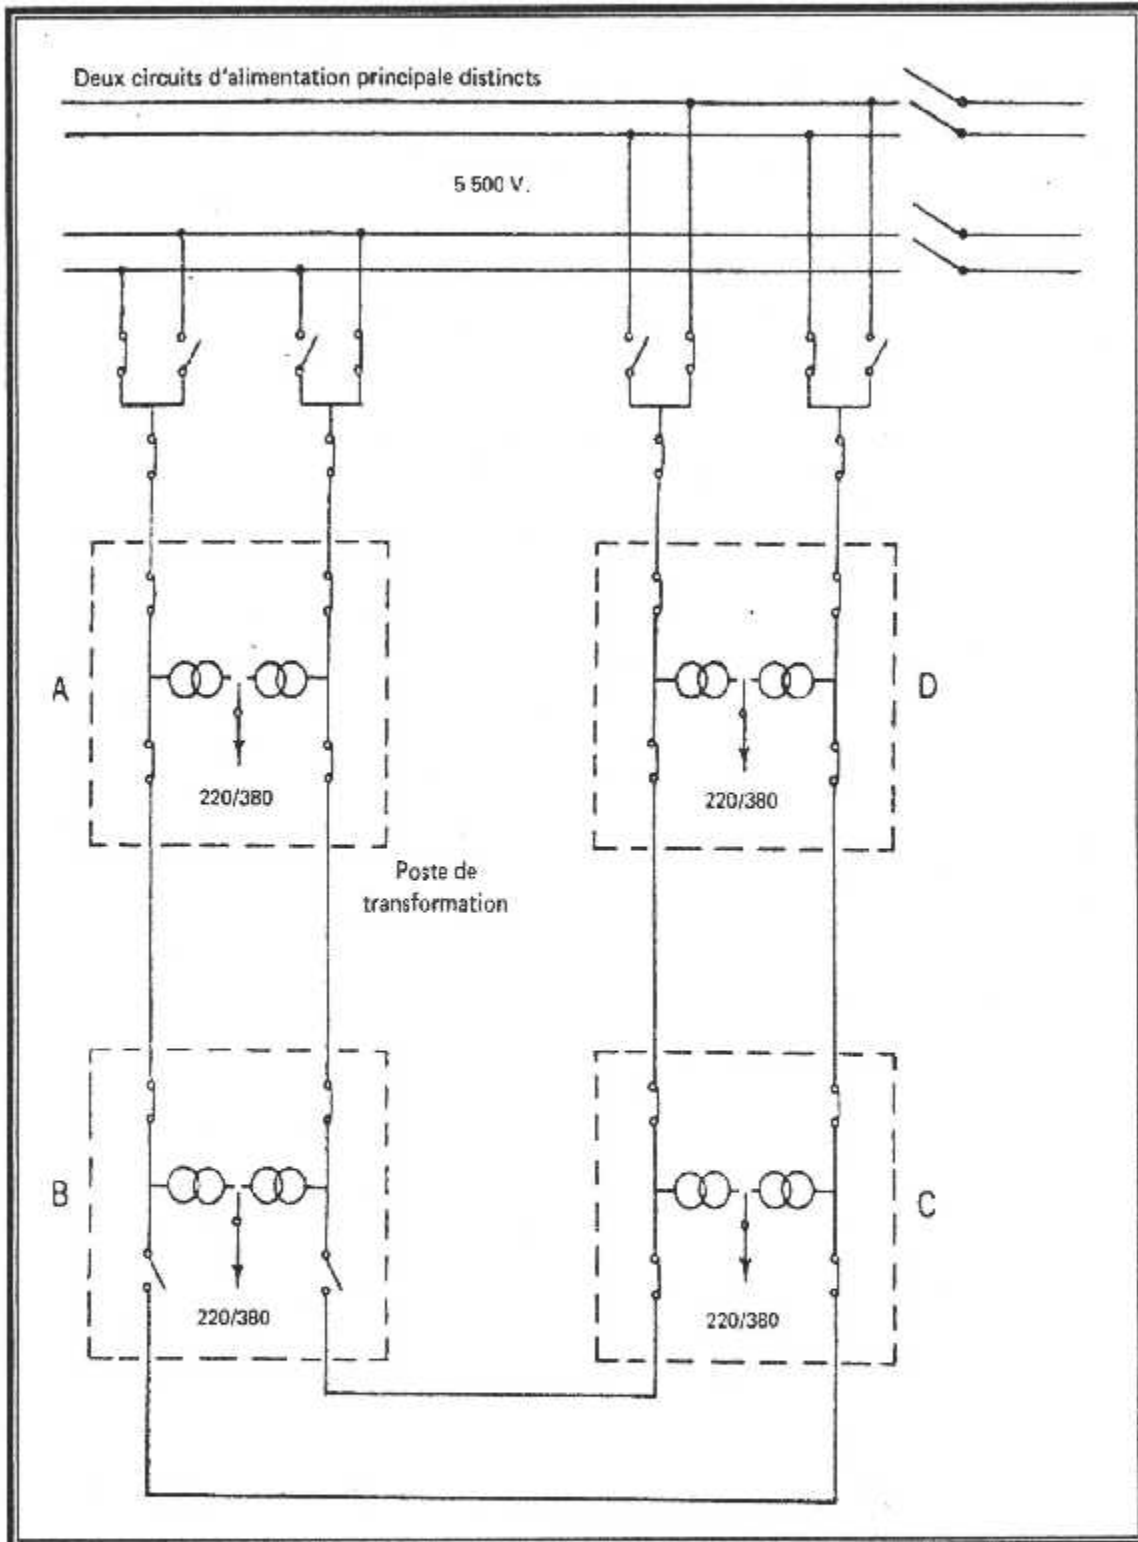 Deux circuits d'alimentation principale distincts
5 500 V.
A
D
220/380
220/380
Poste de
transformation
B
C
220/380
220/380